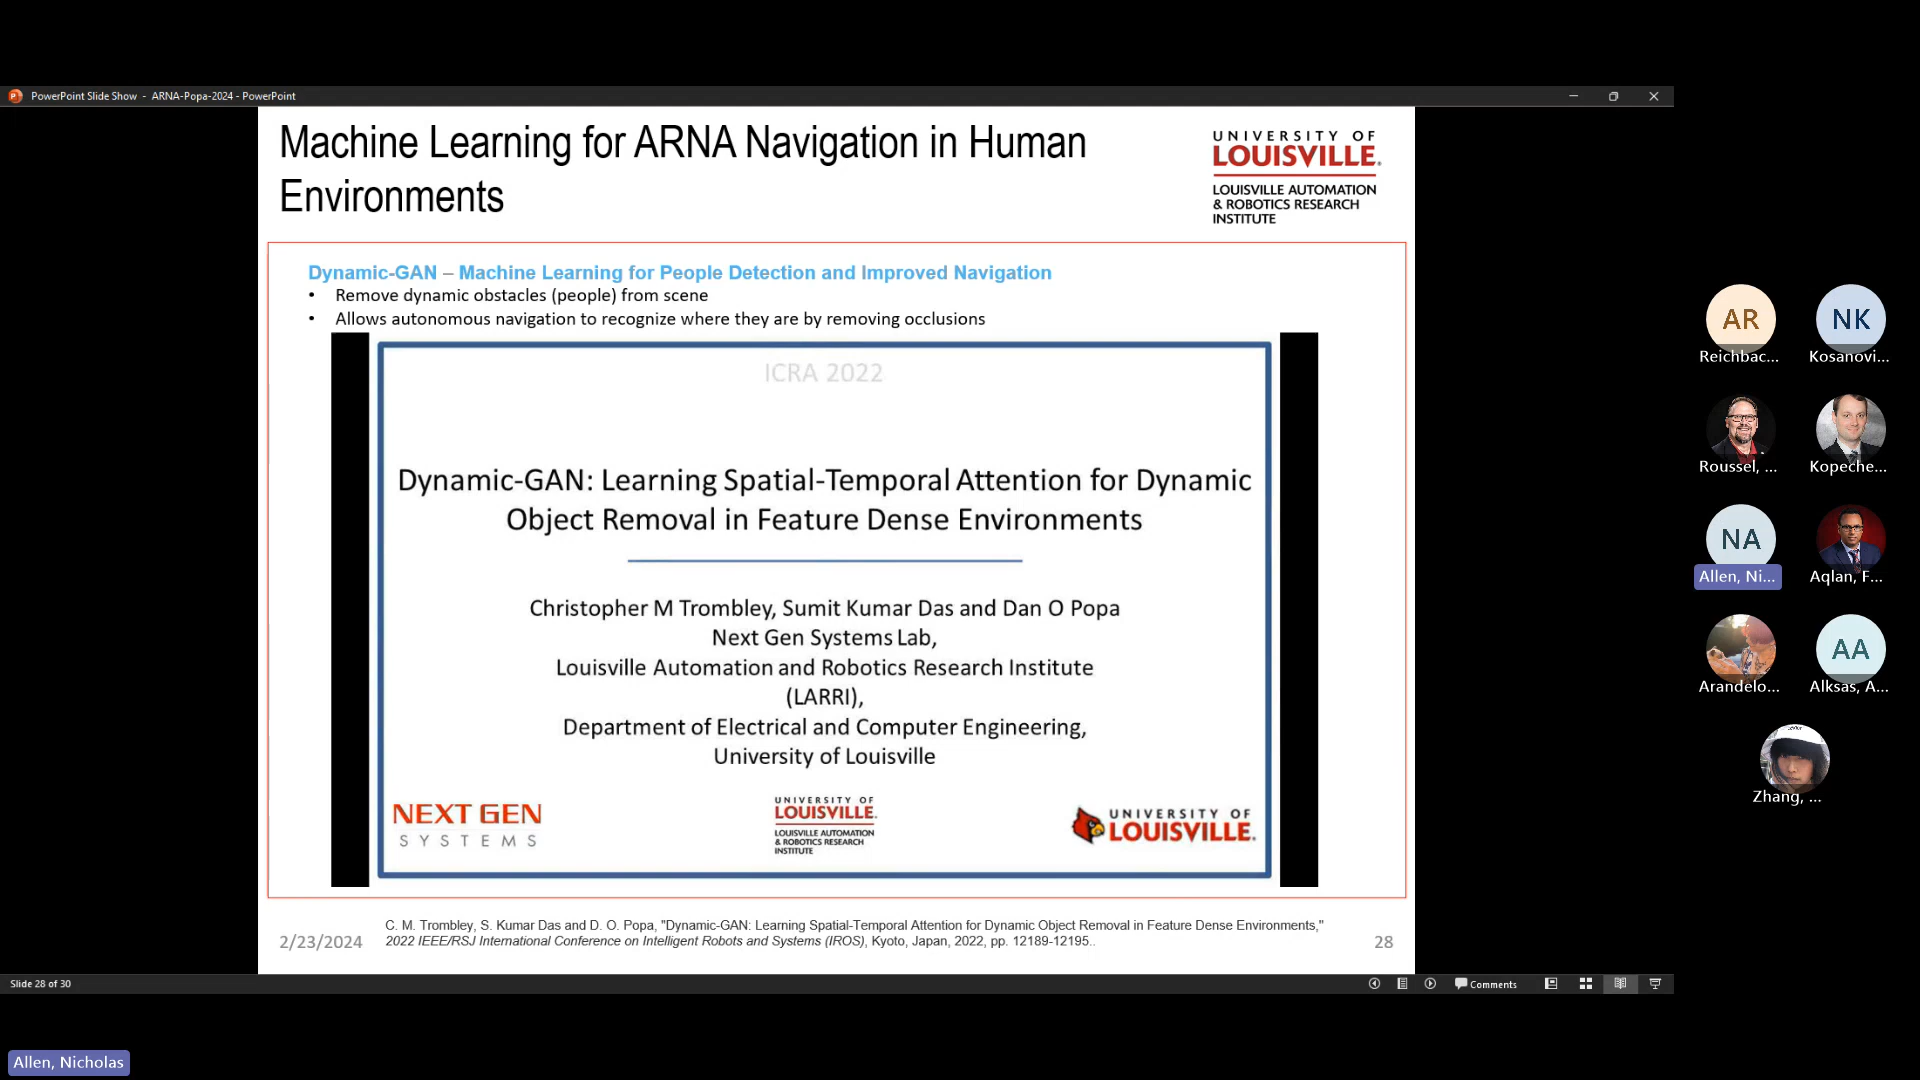 PowerPoint Slide Show - ARNA-Popa-2024 - PowerPoint
Machine Learning for ARNA Navigation in Human
Environments
UNIVERSITY OF
LOUISVILLE.
LOUISVILLE AUTOMATION
& ROBOTICS RESEARCH
INSTITUTE
Dynamic-GAN – Machine Learning for People Detection and Improved Navigation
• Remove dynamic obstacles (people) from scene
• Allows autonomous navigation to recognize where they are by removing occlusions
ICRA 2022
Dynamic-GAN: Learning Spatial-Temporal Attention for Dynamic
Object Removal in Feature Dense Environments
Christopher M Trombley, Sumit Kumar Das and Dan O Popa
Next Gen Systems Lab,
Louisville Automation and Robotics Research Institute
(LARRI),
Department of Electrical and Computer Engineering,
University of Louisville
NEXT GEN
SYSTEMS
UNIVERSITY OF
LOUISVILLE.
LOUISVILLE AUTOMATION
& ROBOTICS RESEARCH
INSTITUTE
UNIVERSITY OF
LOUISVILLE.
2/23/2024
C. M. Trombley, S. Kumar Das and D. O. Popa, "Dynamic-GAN: Learning Spatial-Temporal Attention for Dynamic Object Removal in Feature Dense Environments,"
2022 IEEE/RSJ International Conference on Intelligent Robots and Systems (IROS), Kyoto, Japan, 2022, pp. 12189-12195..
28
Slide 28 of 30
Comments
AR
Reichbac...
NK
Kosanovi...
Roussel, ...
Kopeche...
NA
Allen, Ni...
Aqlan, F...
Arandelo...
AA
Alksas, A...
Zhang, ...
Allen, Nicholas